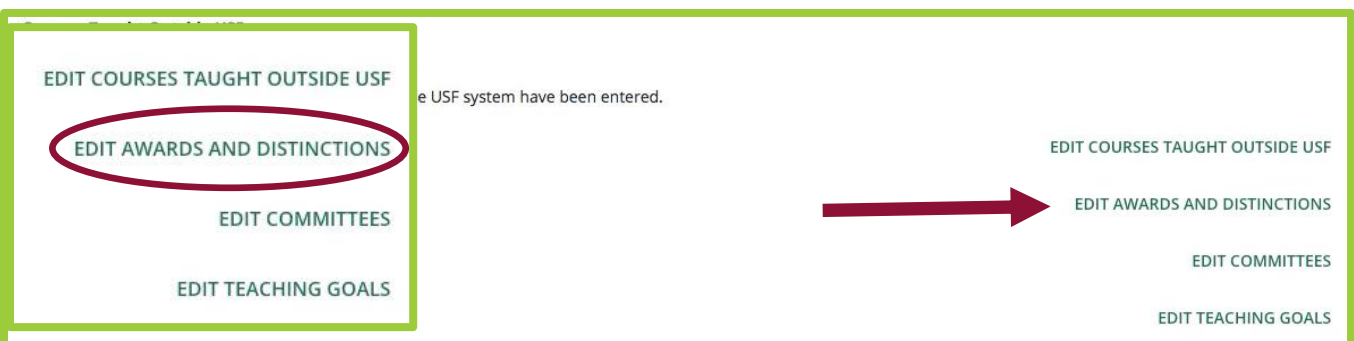 EDIT COURSES TAUGHT OUTSIDE USF
EDIT AWARDS AND DISTINCTIONS
EDIT COMMITTEES
EDIT TEACHING GOALS
e USF system have been entered.
EDIT COURSES TAUGHT OUTSIDE USF
EDIT AWARDS AND DISTINCTIONS
EDIT COMMITTEES
EDIT TEACHING GOALS